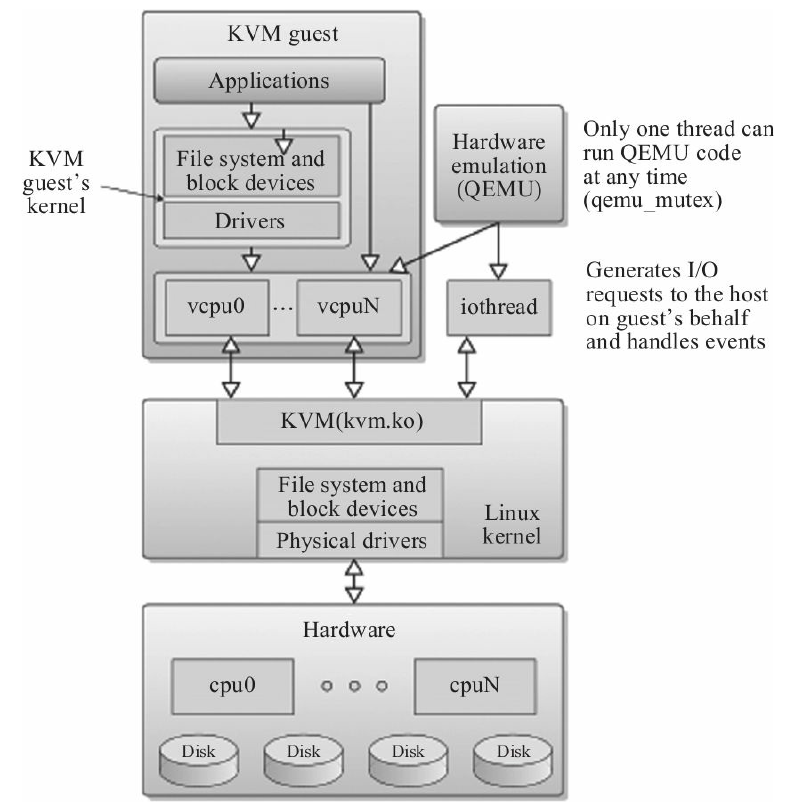 KVM guest
Applications
File system and
block devices
Drivers
KVM
guest's
kernel
vcpu0
...
vcpuN
Hardware
emulation
(QEMU)
Only one thread can
run QEMU code
at any time
(qemu_mutex)
iothread
Generates I/O
requests to the host
on guest's behalf
and handles events
KVM(kvm.ko)
File system and
block devices
Physical drivers
Linux
kernel
Hardware
cpu0
cpuN
Disk
Disk
Disk
Disk